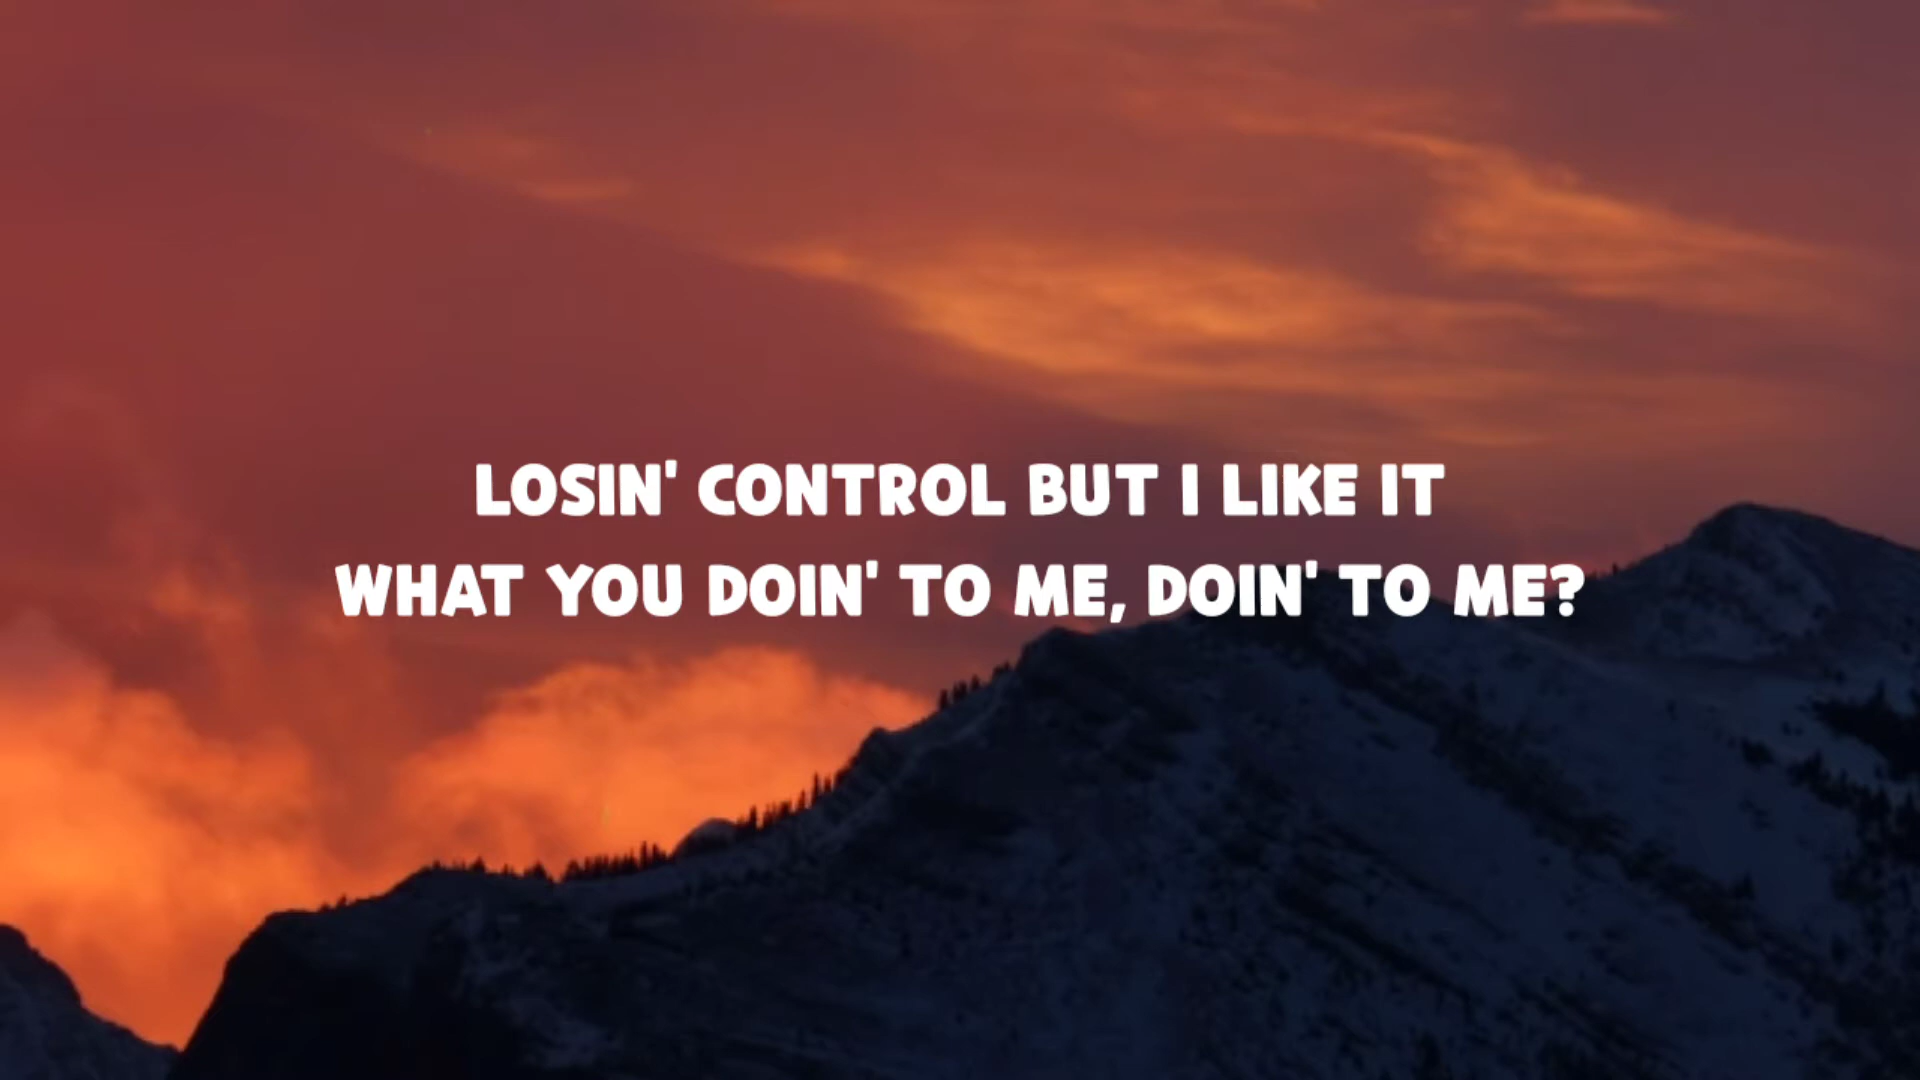 LOSIN' CONTROL BUT I LIKE IT
WHAT YOU DOIN' TO ME, DOIN' TO ME?